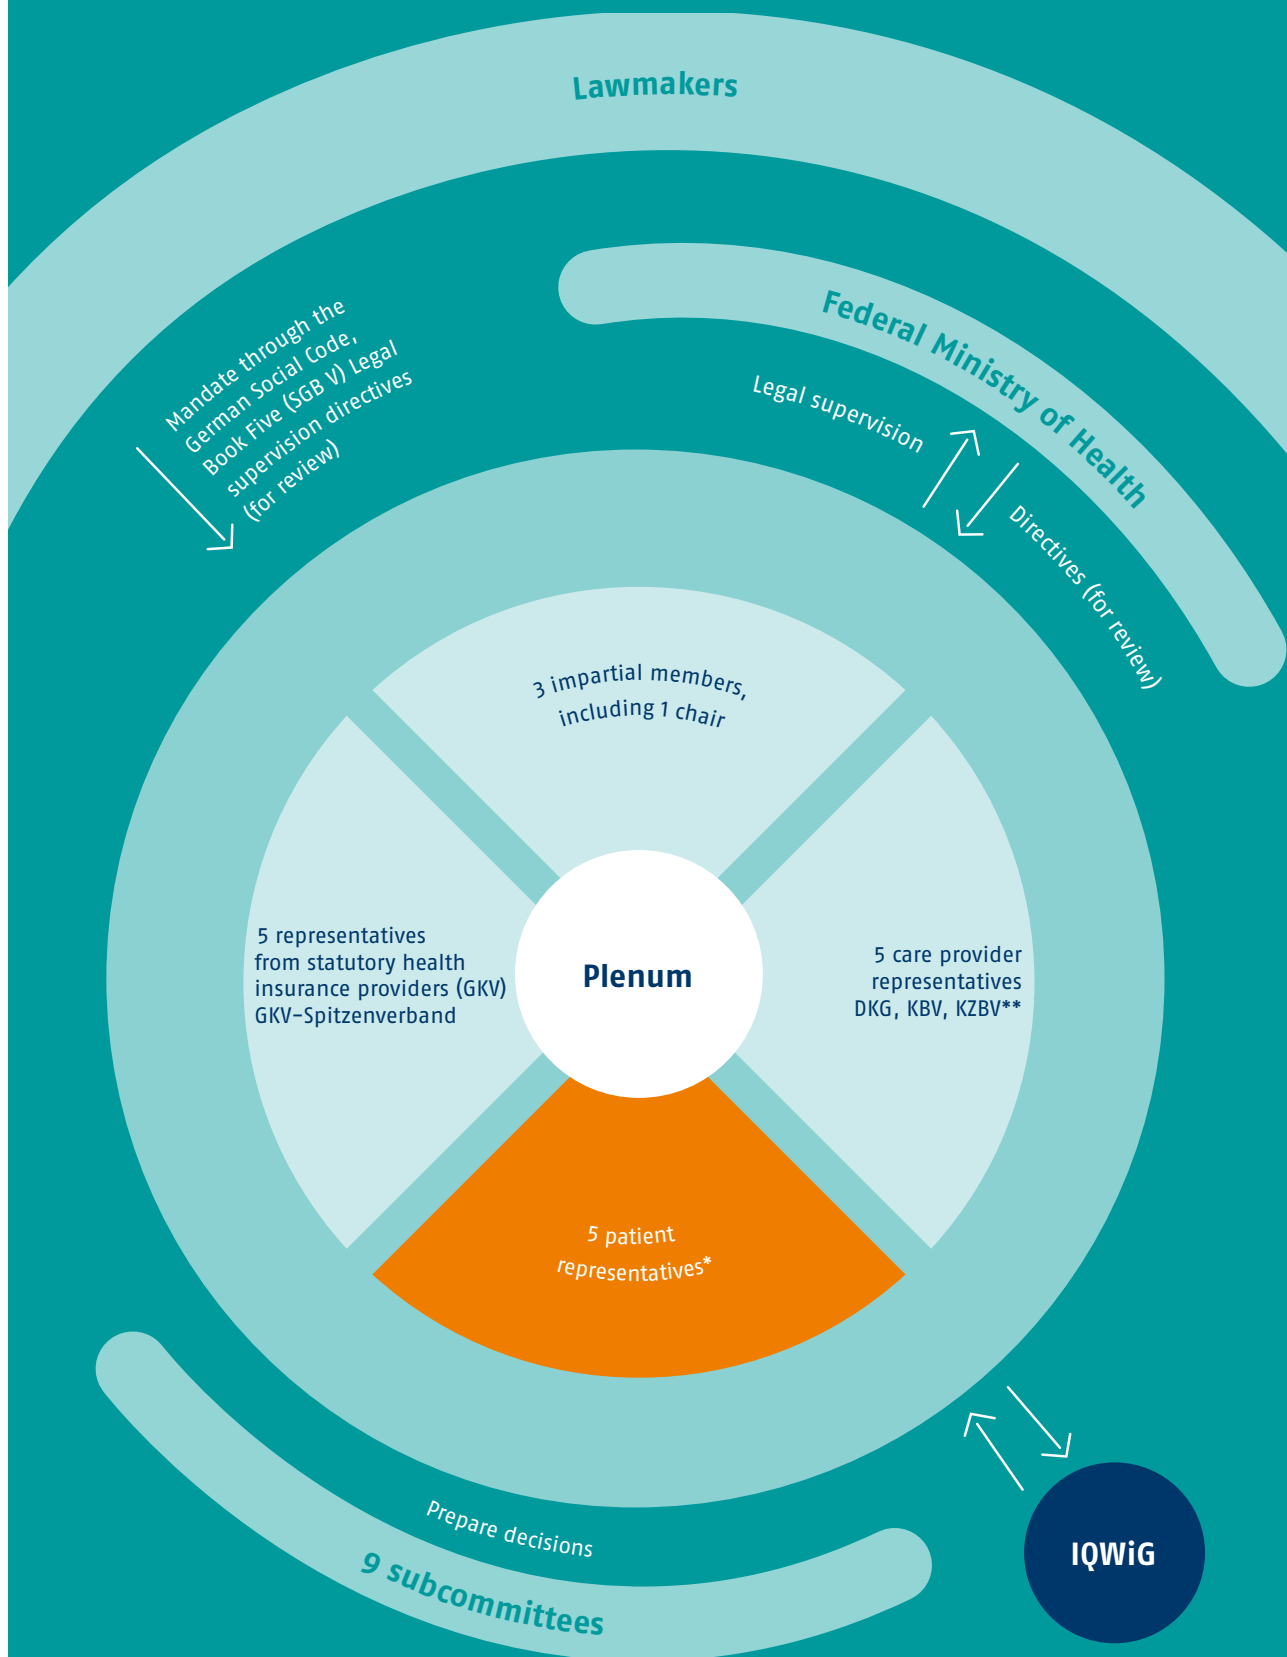 Lawmakers
Federal Ministry of Health
Mandate through the
German Social Code,
Book Five (SGB V) Legal
supervision directives
(for review)
Legal supervision
Directives (for review)
3 impartial members,
including 1 chair
5 representatives
from statutory health
insurance providers (GKV)
GKV-Spitzenverband
Plenum
5 care provider
representatives
DKG, KBV, KZBV**
5 patient
representatives*
Prepare decisions
9 subcommittees
IQWiG